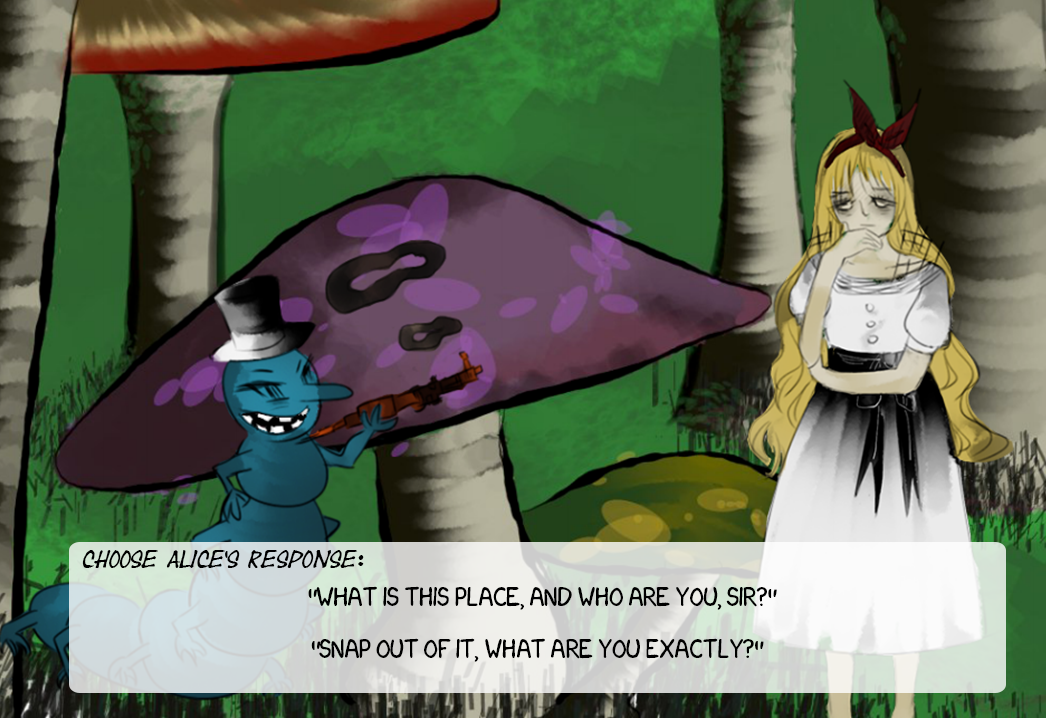 CHOOSE ALICE'S RESPONSE:
"WHAT IS THIS PLACE, AND WHO ARE YOU, SIR?"
"SNAP OUT OF IT, WHAT ARE YOU EXACTLY?"